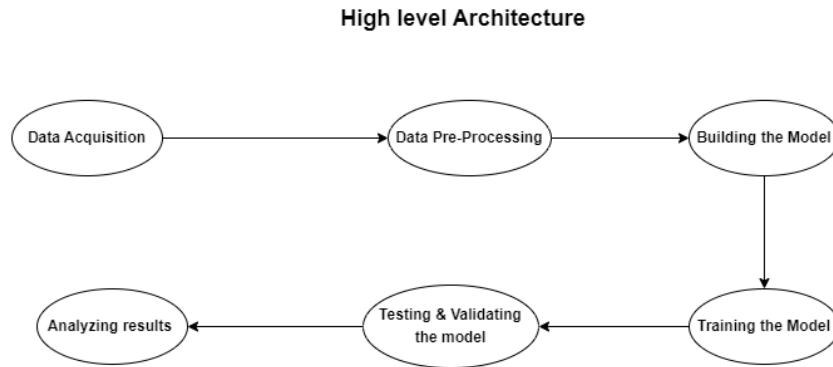 High level Architecture
Data Acquisition
Data Pre-Processing
Building the Model
Training the Model
Testing & Validating
the model
Analyzing results